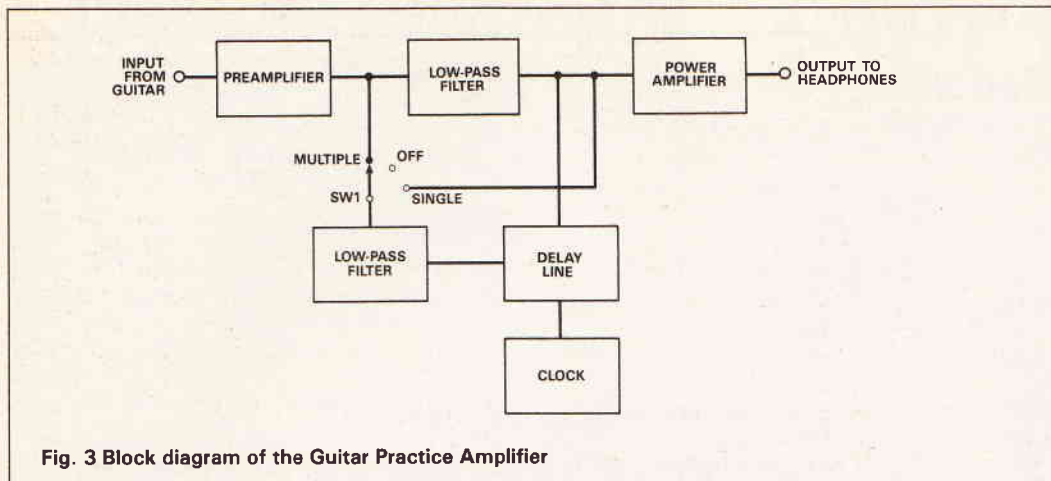 INPUT
FROM
GUITAR
PREAMPLIFIER
LOW-PASS
FILTER
POWER
AMPLIFIER
OUTPUT TO
HEADPHONES
MULTIPLE
OFF
SW1
SINGLE
LOW-PASS
FILTER
DELAY
LINE
CLOCK
Fig. 3 Block diagram of the Guitar Practice Amplifier